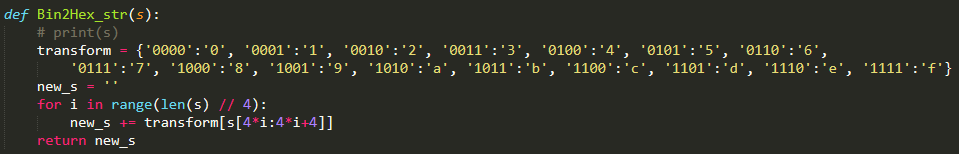 def Bin2Hex_str(s):
    # print(s)
    transform = {'0000':'0', '0001':'1', '0010':'2', '0011':'3', '0100':'4', '0101':'5', '0110':'6',
        '0111':'7', '1000':'8', '1001':'9', '1010':'a', '1011':'b', '1100':'c', '1101':'d', '1110':'e', '1111':'f'}
    new_s = ''
    for i in range(len(s) // 4):
        new_s += transform[s[4*i:4*i+4]]
    return new_s